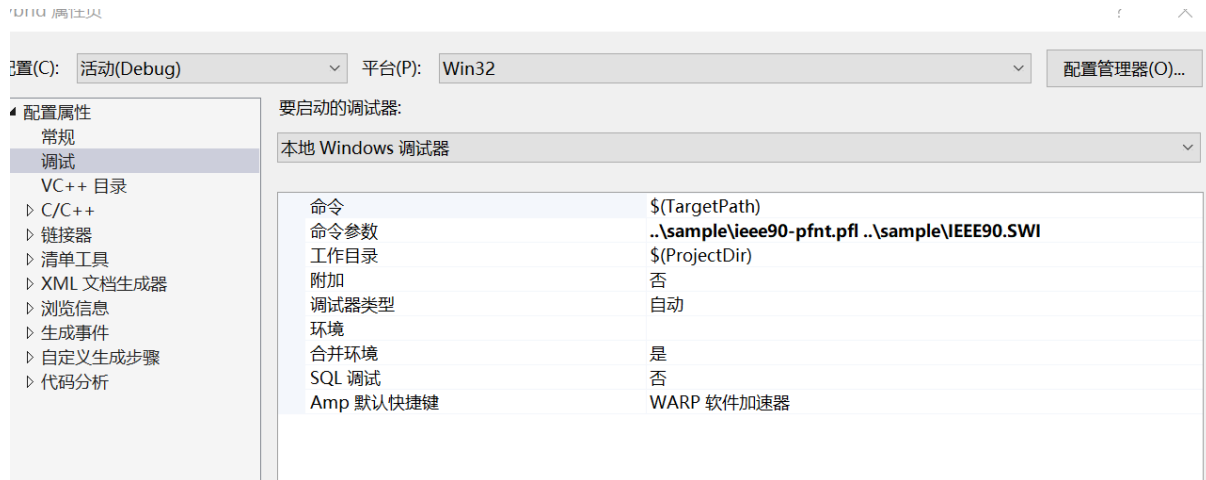 属性页
配置(C): 活动(Debug) 平台(P): Win32 配置管理器(O)...
配置属性
常规
调试
VC++ 目录
C/C++
链接器
清单工具
XML 文档生成器
浏览信息
生成事件
自定义生成步骤
代码分析
要启动的调试器:
本地 Windows 调试器
命令 $(TargetPath)
命令参数 ..\sample\ieee90-pfnt.pfl ..\sample\IEEE90.SWI
工作目录 $(ProjectDir)
附加 否
调试器类型 自动
环境
合并环境 是
SQL 调试 否
Amp 默认快捷键 WARP 软件加速器